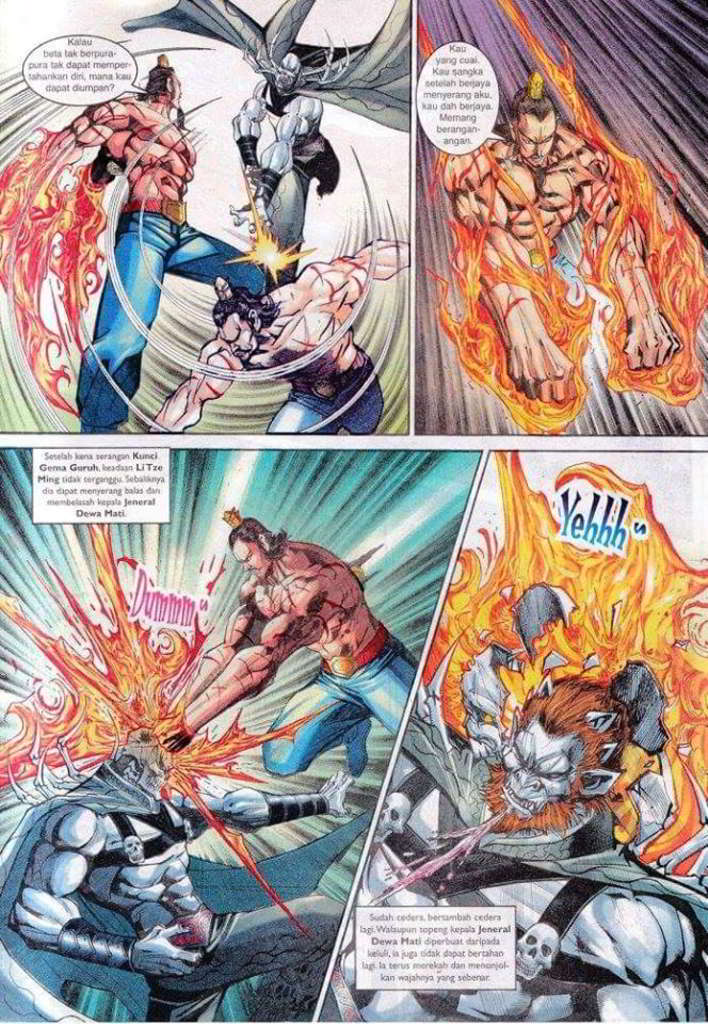 Kalau
beta tak berpura-
pura tak dapat memper-
tahankan diri, mana kau
dapat diumpan?
Kau
yang cuai.
Kau sangka
setelah berjaya
menyerang aku,
kau dah berjaya.
Memang
berangan-
angan.
Setelah kena serangan Kunci
Gema Guruh, keadaan Li Tze
Ming tidak terganggu. Sebaliknya
dia dapat menyerang balas dan
membelasah kepala Jeneral
Dewa Mati.
Dummm
Yehhh
Sudah cedera, bertambah cedera
lagi. Walaupun topeng kepala Jeneral
Dewa Mati diperbuat daripada
keluli, ia juga tidak dapat bertahan
lagi. Ia terus merekah dan menonjol-
kan wajahnya yang sebenar.